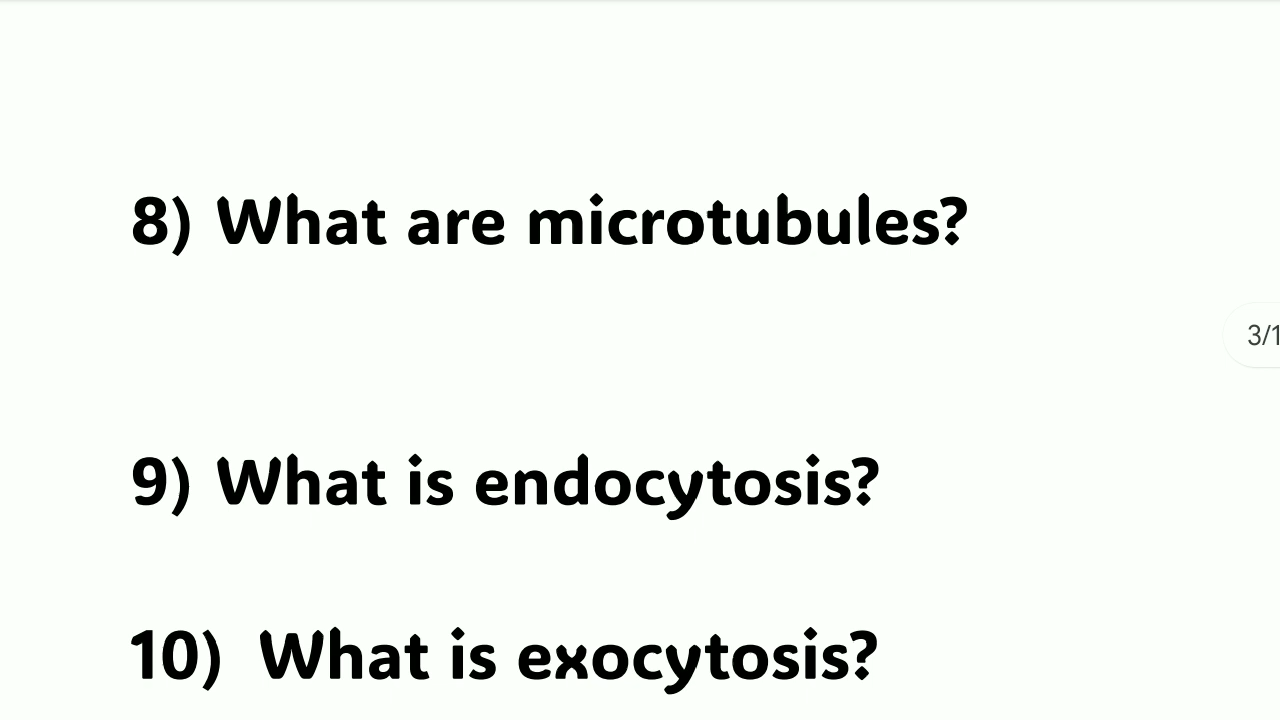 8) What are microtubules?
3/1
9) What is endocytosis?
10) What is exocytosis?